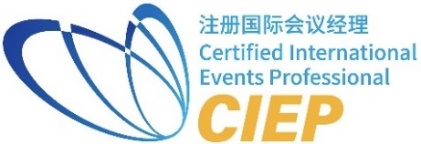 注册国际会议经理
Certified International
Events Professional
CIEP